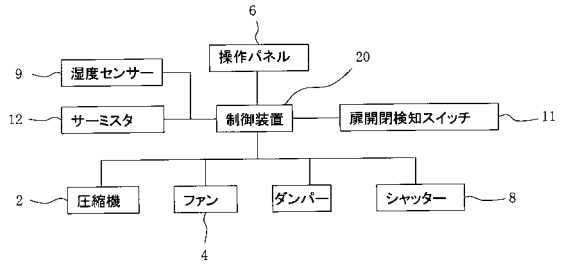 6
操作パネル
20
9
湿度センサー
12
サーミスタ
制御装置
扉開閉検知スイッチ
11
2
圧縮機
ファン
4
ダンパー
シャッター
8